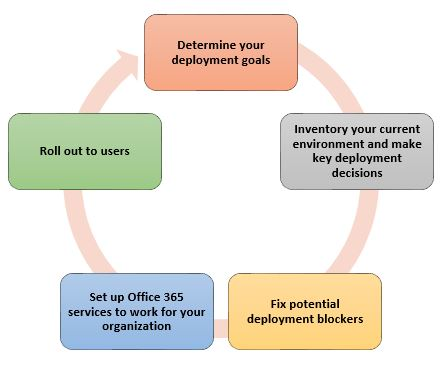 Determine your
deployment goals
Inventory your current
environment and make
key deployment
decisions
Fix potential
deployment blockers
Set up Office 365
services to work for your
organization
Roll out to users